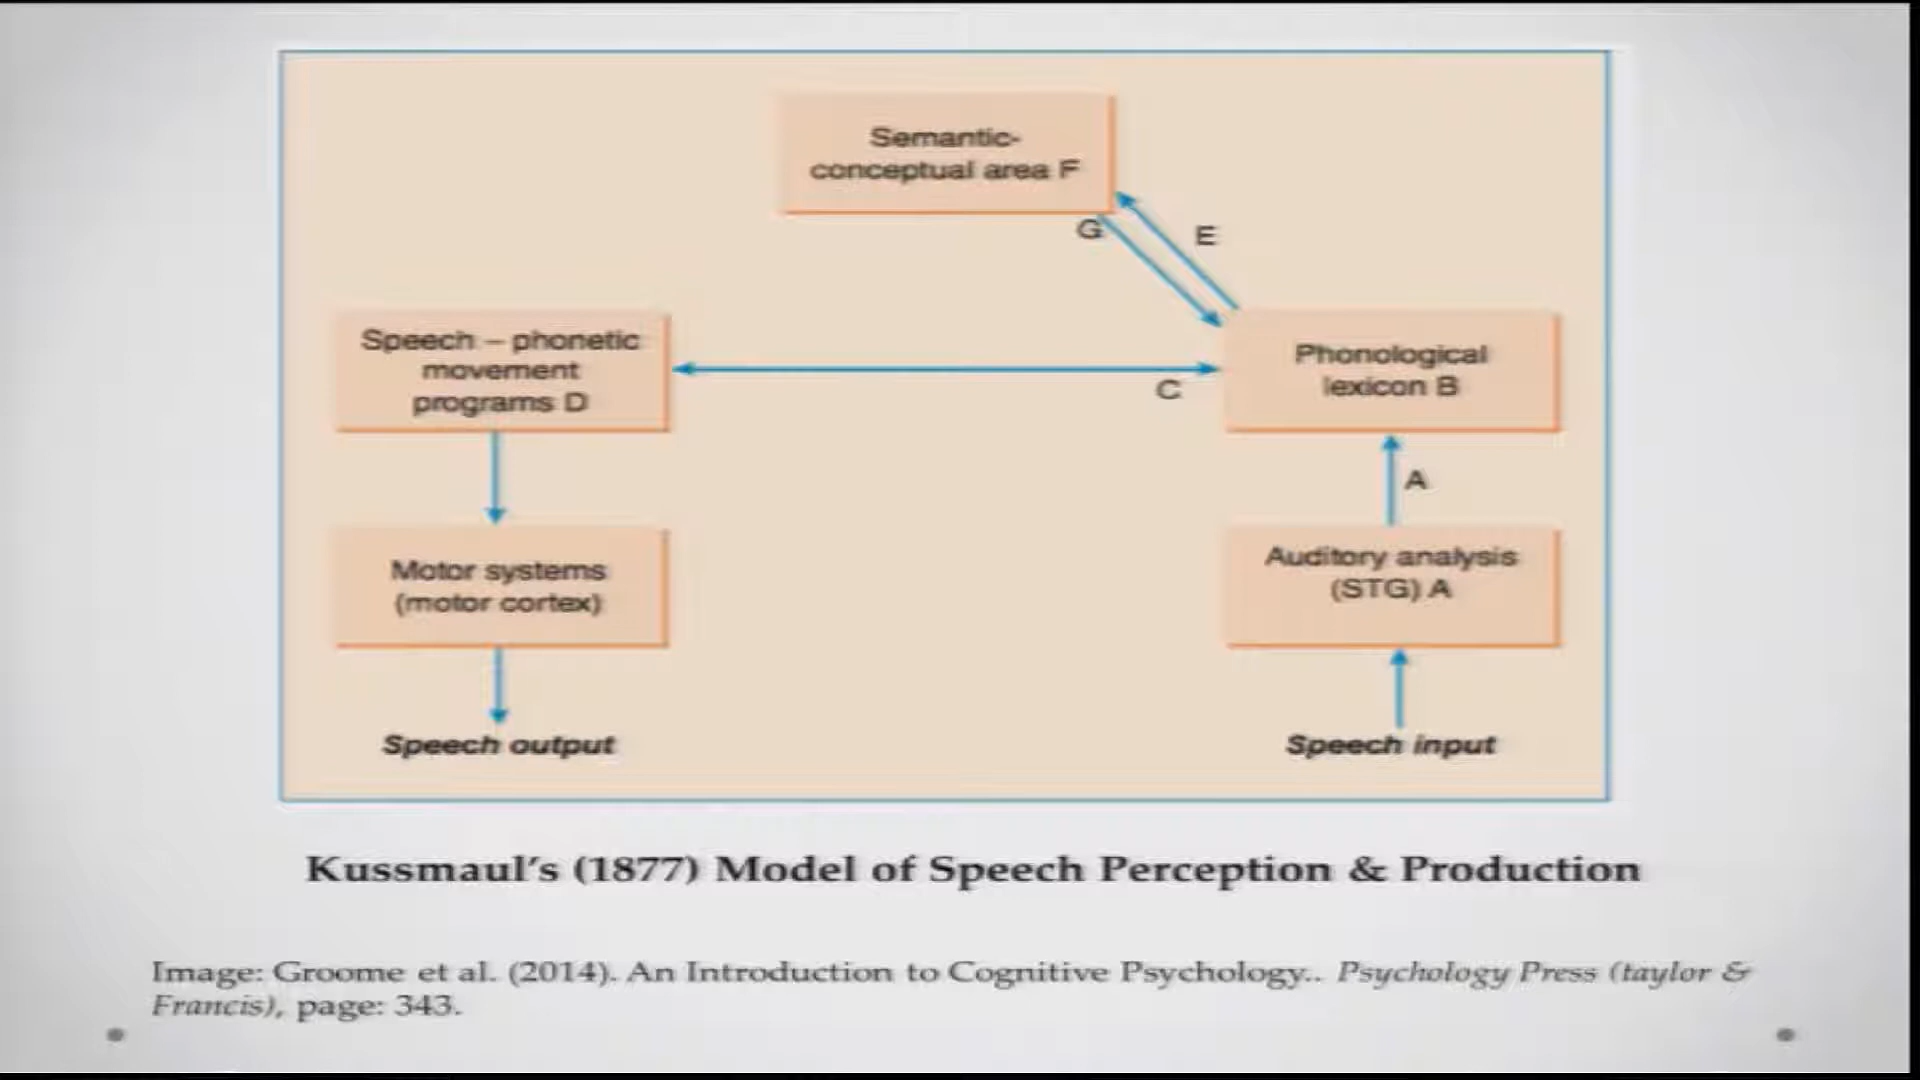 Semantic-
conceptual area F
G
E
Speech – phonetic
movement
programs D
C
Phonological
lexicon B
A
Motor systems
(motor cortex)
Auditory analysis
(STG) A
Speech output
Speech input
Kussmaul's (1877) Model of Speech Perception & Production
Image: Groome et al. (2014). An Introduction to Cognitive Psychology.. Psychology Press (taylor &
Francis), page: 343.